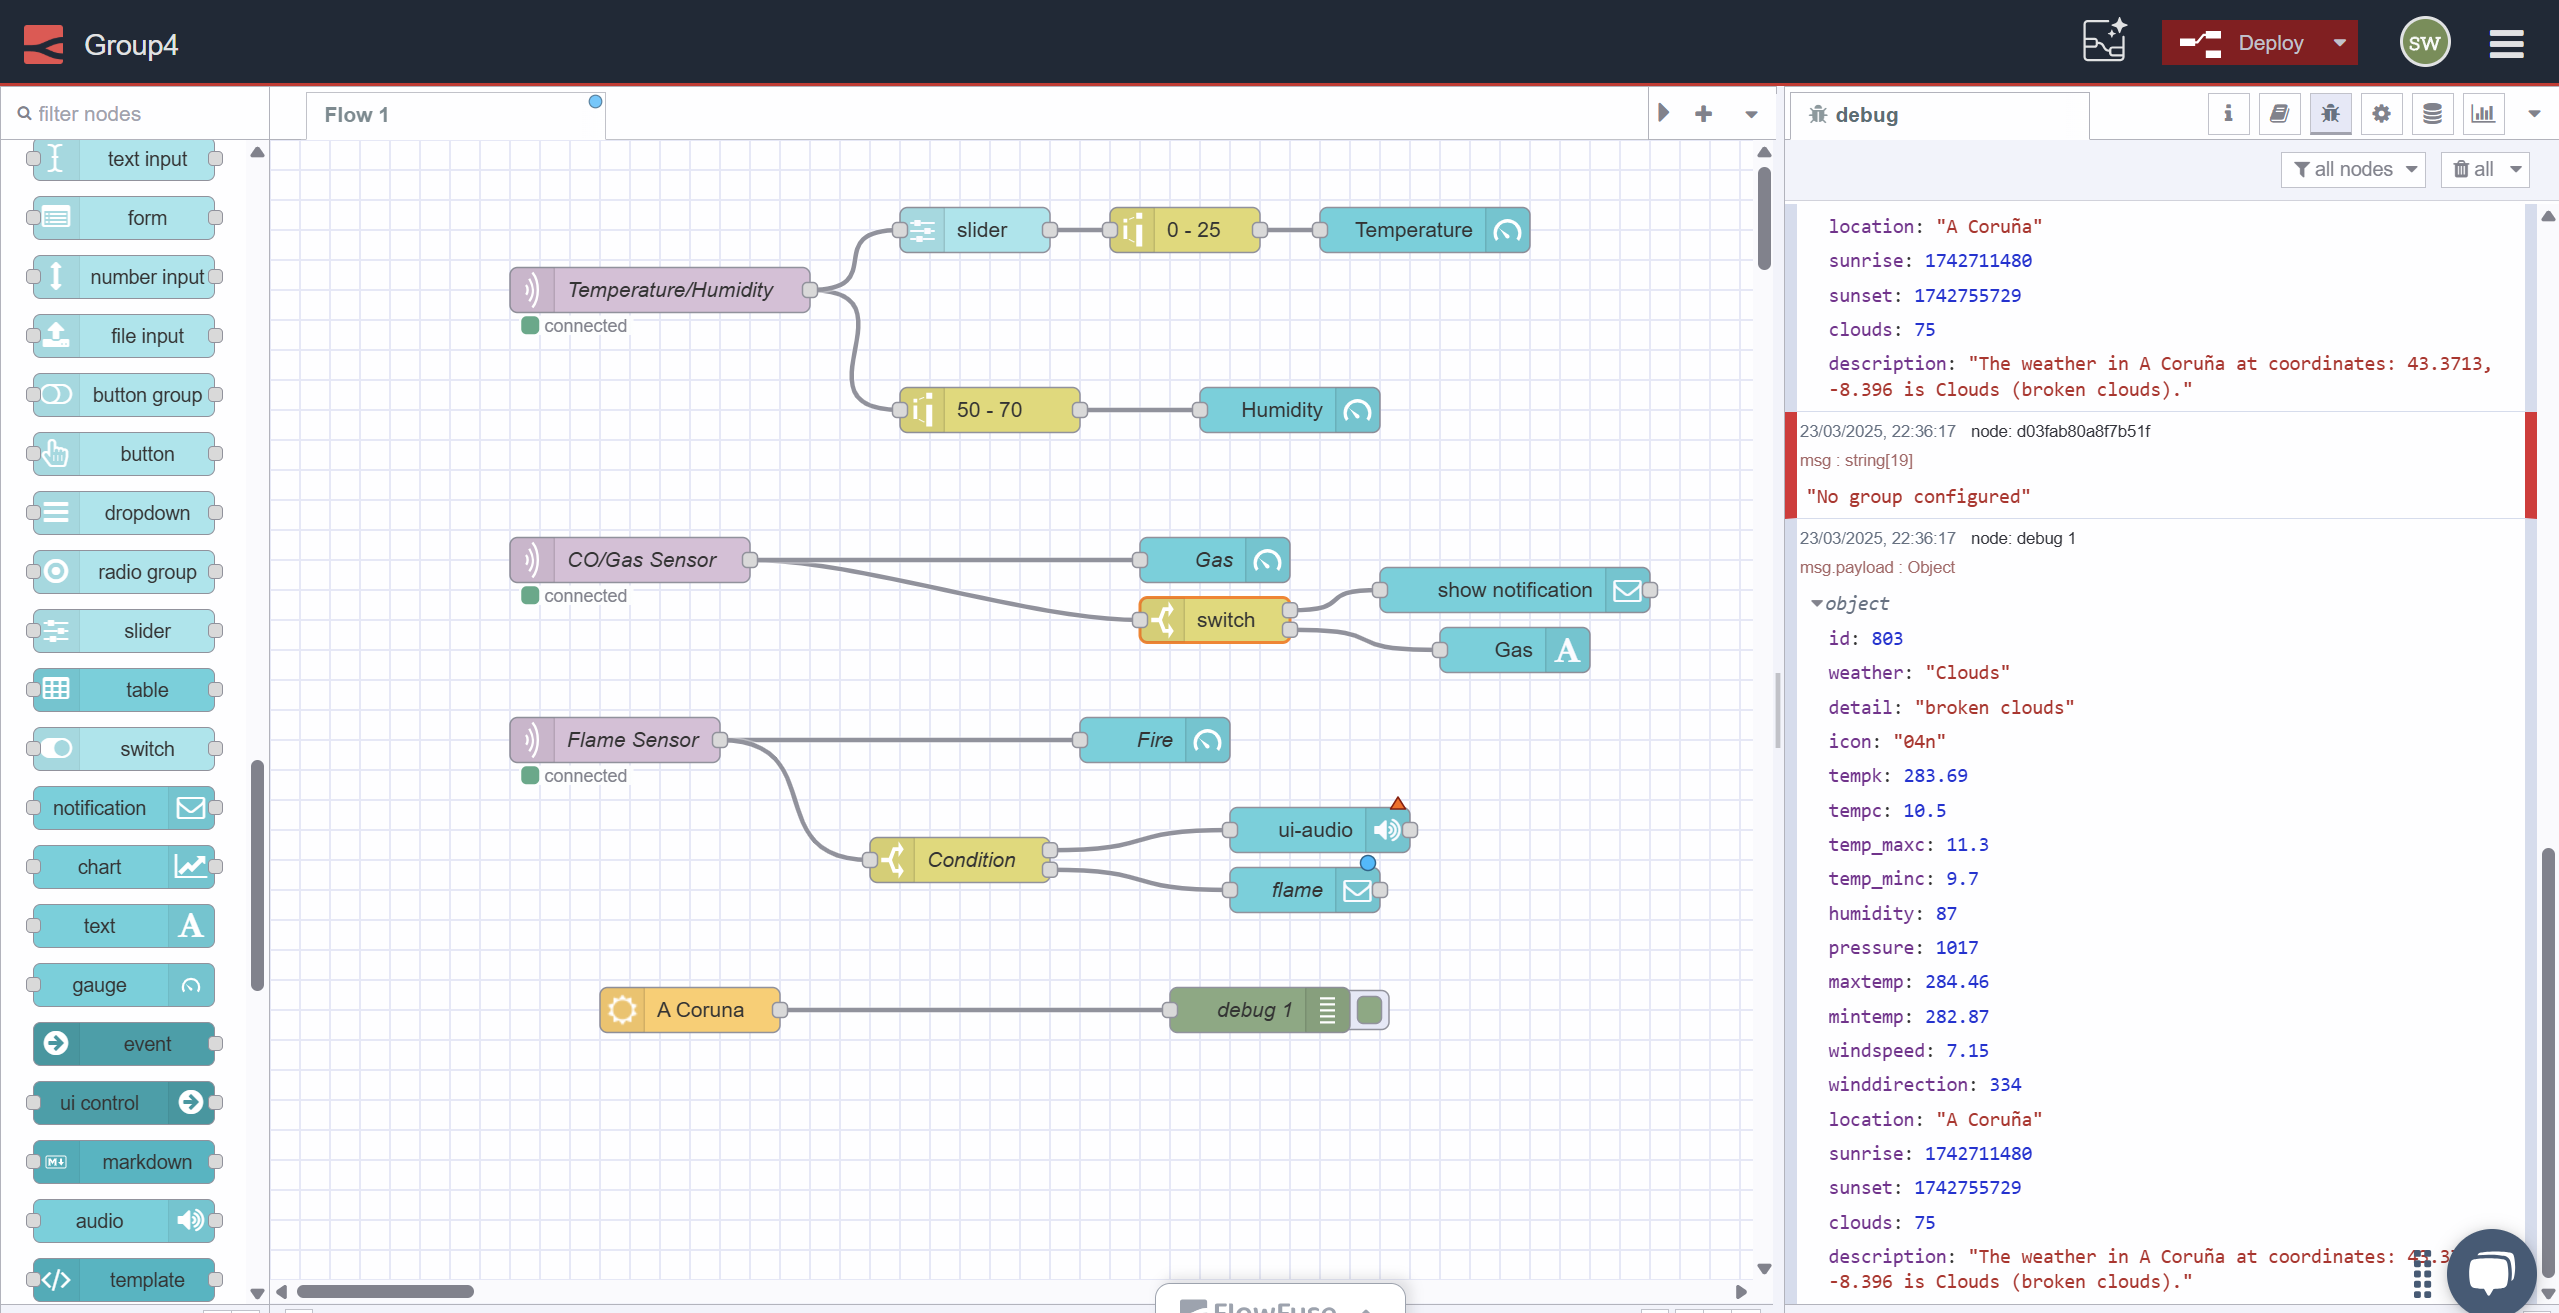 Group4
Deploy
SW
filter nodes
Flow 1
debug
all nodes
all
text input
form
number input
file input
button group
button
dropdown
radio group
slider
table
switch
notification
chart
text
gauge
event
ui control
markdown
audio
template
slider
0 - 25
Temperature
Temperature/Humidity
connected
50 - 70
Humidity
CO/Gas Sensor
connected
Gas
show notification
switch
Gas
Flame Sensor
connected
Fire
ui-audio
Condition
flame
A Coruna
debug 1
FlowFuse
location: "A Coruña"
sunrise: 1742711480
sunset: 1742755729
clouds: 75
description: "The weather in A Coruña at coordinates: 43.3713,
-8.396 is Clouds (broken clouds)."
23/03/2025, 22:36:17 node: d03fab80a8f7b51f
msg : string[19]
"No group configured"
23/03/2025, 22:36:17 node: debug 1
msg.payload : Object
object
id: 803
weather: "Clouds"
detail: "broken clouds"
icon: "04n"
tempk: 283.69
tempc: 10.5
temp_maxc: 11.3
temp_minc: 9.7
humidity: 87
pressure: 1017
maxtemp: 284.46
mintemp: 282.87
windspeed: 7.15
winddirection: 334
location: "A Coruña"
sunrise: 1742711480
sunset: 1742755729
clouds: 75
description: "The weather in A Coruña at coordinates:
-8.396 is Clouds (broken clouds)."